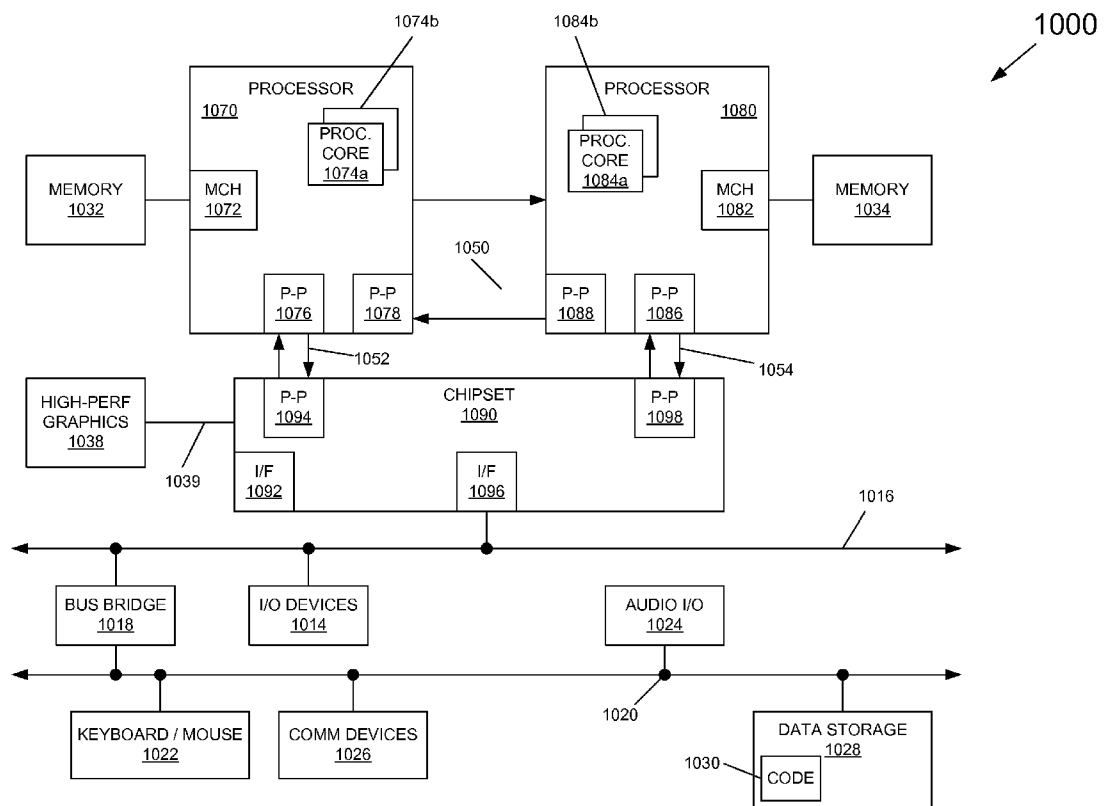 1000
1074b
1084b
PROCESSOR
1070
PROC.
CORE
1074a
PROCESSOR
1080
PROC.
CORE
1084a
MEMORY
1032
MCH
1072
MCH
1082
MEMORY
1034
1050
P-P
1076
P-P
1078
P-P
1088
P-P
1086
1052
1054
HIGH-PERF
GRAPHICS
1038
1039
P-P
1094
CHIPSET
1090
P-P
1098
I/F
1092
I/F
1096
1016
BUS BRIDGE
1018
I/O DEVICES
1014
AUDIO I/O
1024
1020
KEYBOARD / MOUSE
1022
COMM DEVICES
1026
DATA STORAGE
1028
1030
CODE